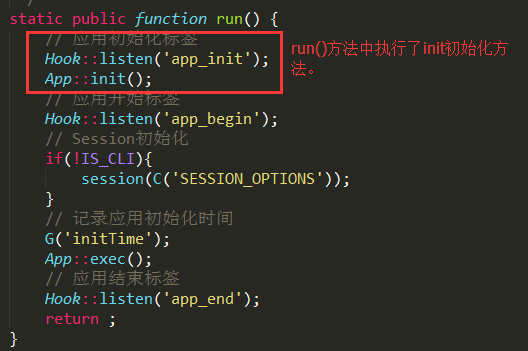 static public function run() {
// 应用初始化标签
Hook::listen('app_init');
App::init();
// 应用开始标签
Hook::listen('app_begin');
// Session初始化
if(!IS_CLI){
session(C('SESSION_OPTIONS'));
}
// 记录应用初始化时间
G('initTime');
App::exec();
// 应用结束标签
Hook::listen('app_end');
return ;
}
run()方法中执行了init初始化方
法。